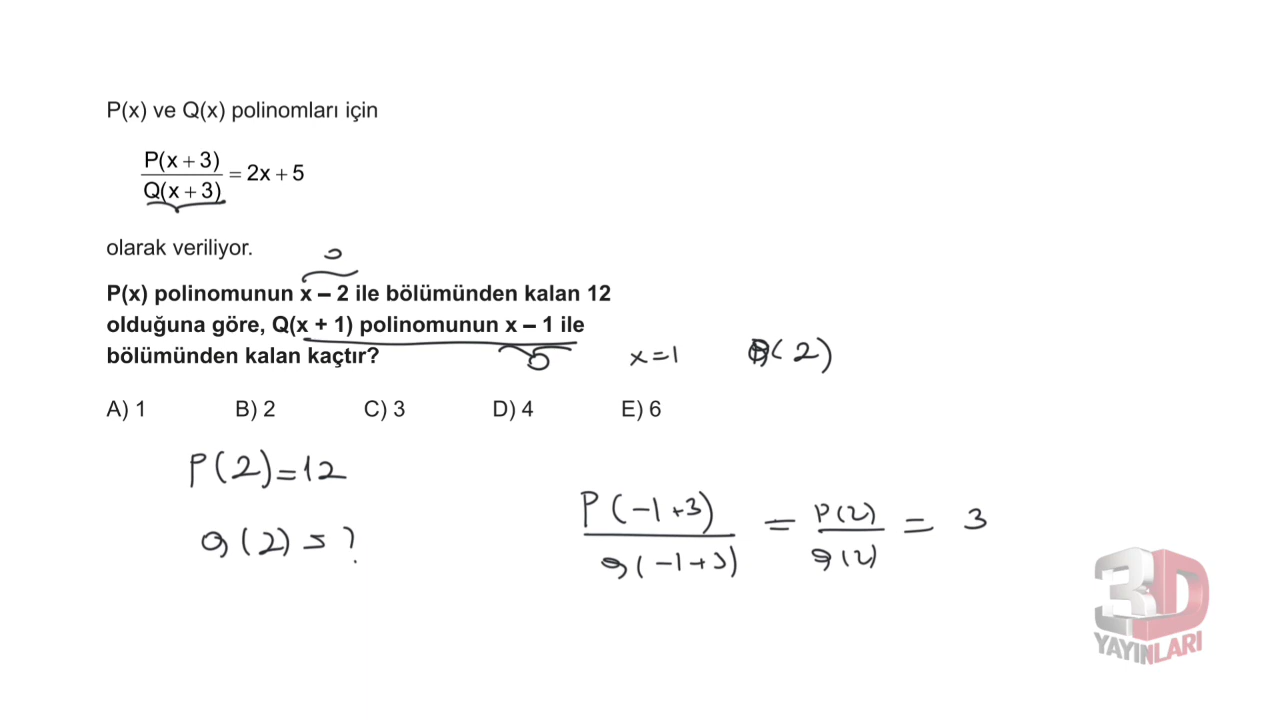 P(x) ve Q(x) polinomları için
P(x + 3)
Q(x + 3)
= 2x + 5
olarak veriliyor.
0
P(x) polinomunun x – 2 ile bölümünden kalan 12
olduğuna göre, Q(x + 1) polinomunun x – 1 ile
bölümünden kalan kaçtır?
0
x=1
(2)
A) 1 B) 2 C) 3 D) 4 E) 6
P(2)=12
Q(2) = ?
P(-1+3)
Q(-1+3)
= P(2)
Q(2)
= 3
3D
YAYINLARI